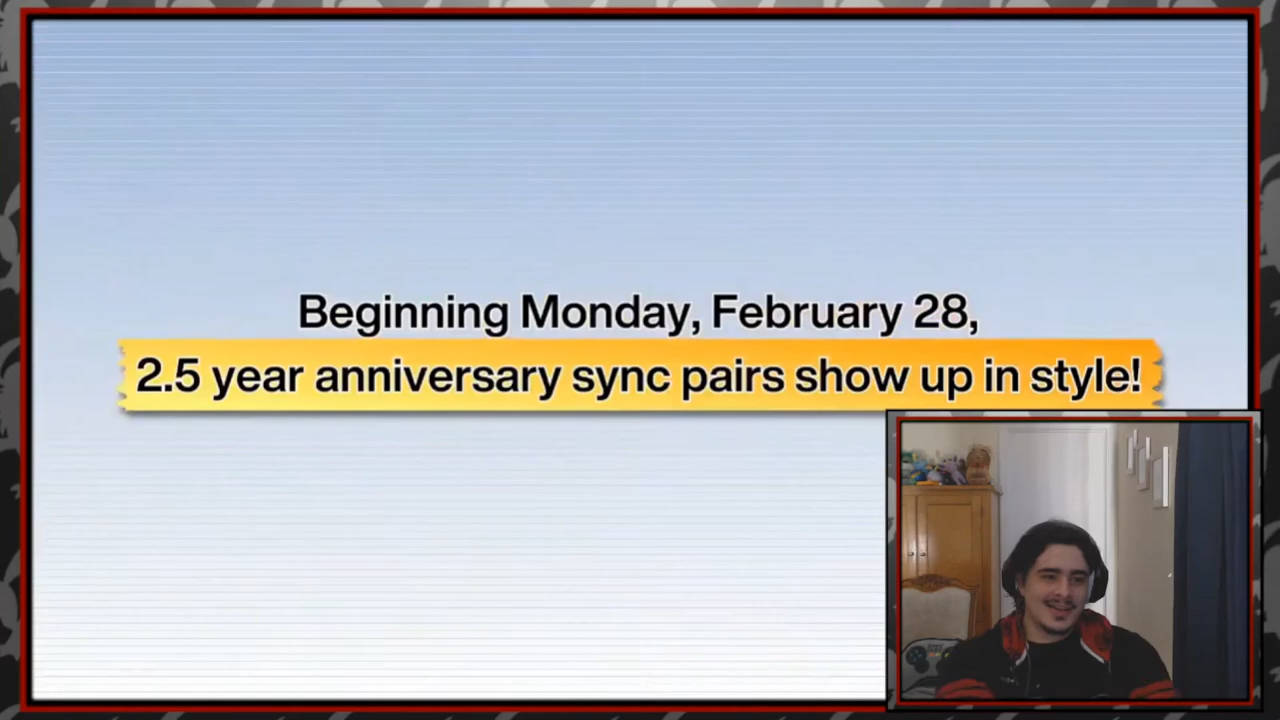 Beginning Monday, February 28,
2.5 year anniversary sync pairs show up in style!